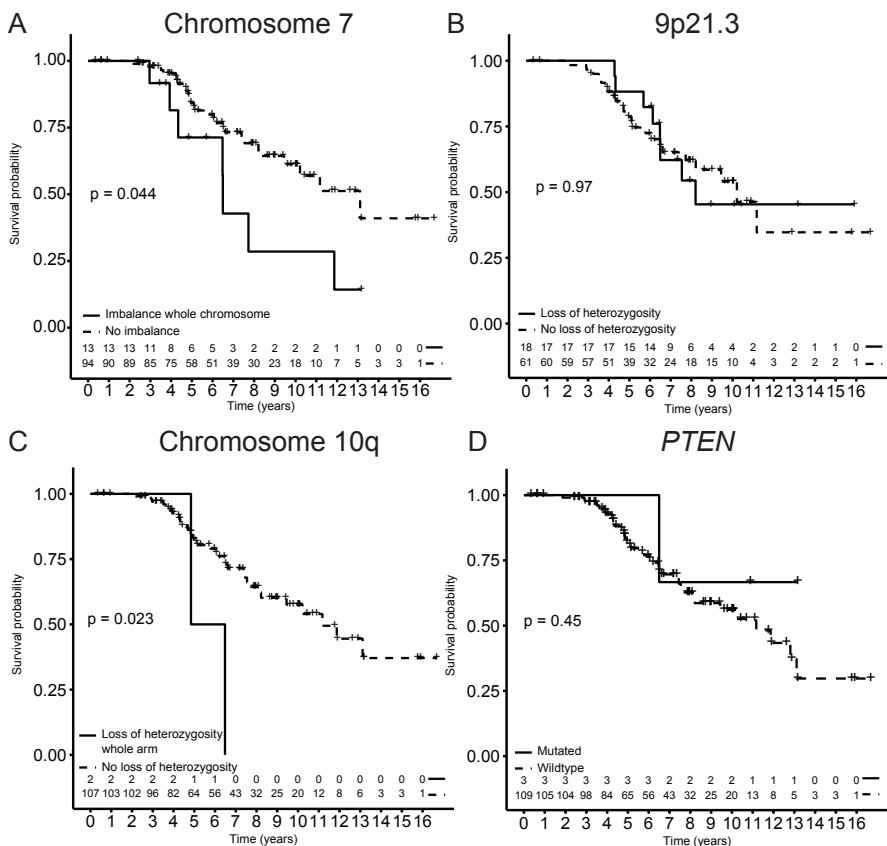 A
Chromosome 7
1.00
0.75
0.50
0.25
0.00
Survival probability
p = 0.044
Imbalance whole chromosome
No imbalance
13 13 13 11 8 6 5 3 2 2 2 2 1 1 0 0 0
94 90 89 85 75 58 51 39 30 23 18 10 7 5 3 3 1
0 1 2 3 4 5 6 7 8 9 10 11 12 13 14 15 16
Time (years)
B
9p21.3
1.00
0.75
0.50
0.25
0.00
Survival probability
p = 0.97
Loss of heterozygosity
No loss of heterozygosity
18 17 17 17 17 15 14 9 6 4 4 2 2 2 1 1 0
61 60 59 57 51 39 32 24 18 15 10 4 3 2 2 2 1
0 1 2 3 4 5 6 7 8 9 10 11 12 13 14 15 16
Time (years)
C
Chromosome 10q
1.00
0.75
0.50
0.25
0.00
Survival probability
p = 0.023
Loss of heterozygosity
whole arm
No loss of heterozygosity
2 2 2 2 2 1 1 0 0 0 0 0 0 0 0 0 0
107 103 102 96 82 64 56 43 32 25 20 12 8 6 3 3 1
0 1 2 3 4 5 6 7 8 9 10 11 12 13 14 15 16
Time (years)
D
PTEN
1.00
0.75
0.50
0.25
0.00
Survival probability
p = 0.45
Mutated
Wildtype
3 3 3 3 3 3 3 2 2 2 2 1 1 1 0 0 0
109 105 104 98 84 65 56 43 32 25 20 13 8 5 3 3 1
0 1 2 3 4 5 6 7 8 9 10 11 12 13 14 15 16
Time (years)